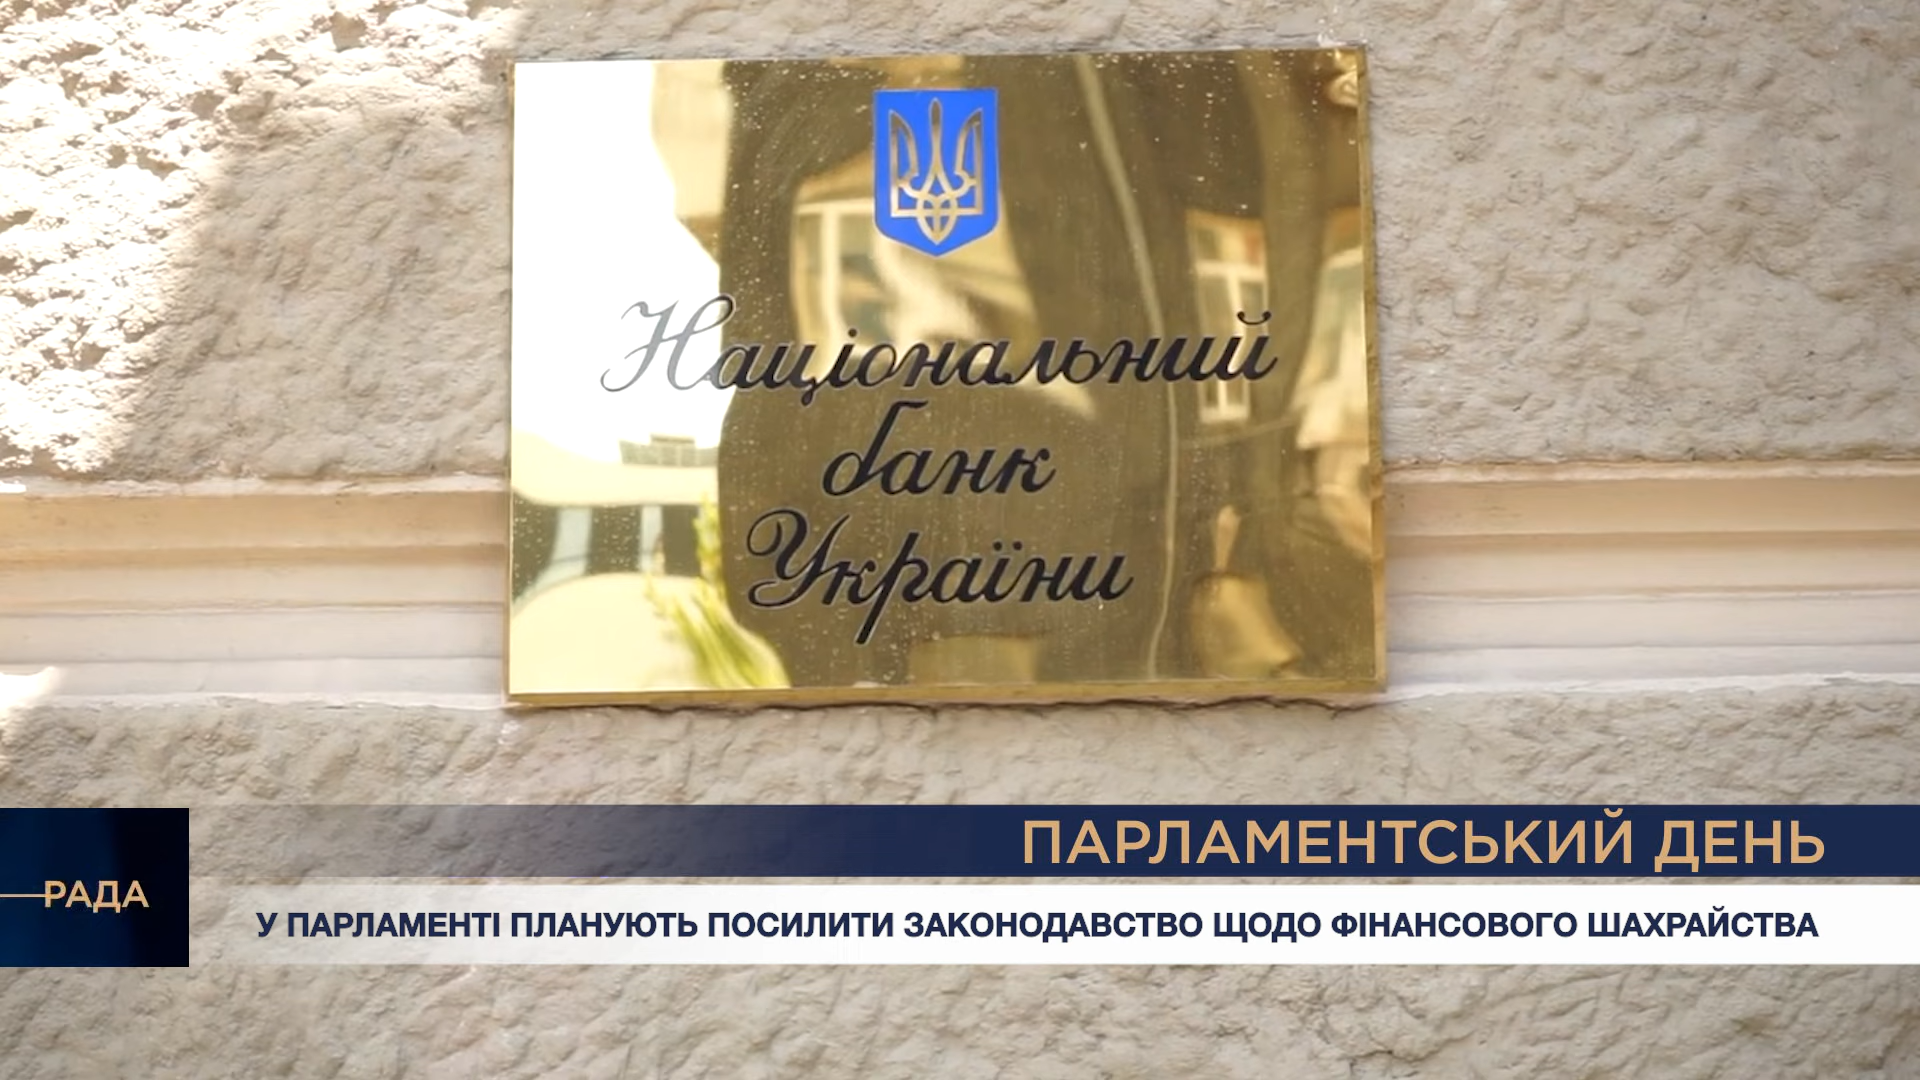 Національний
банк
України
ПАРЛАМЕНТСЬКИЙ ДЕНЬ
РАДА
У ПАРЛАМЕНТІ ПЛАНУЮТЬ ПОСИЛИТИ ЗАКОНОДАВСТВО ЩОДО ФІНАНСОВОГО ШАХРАЙСТВА